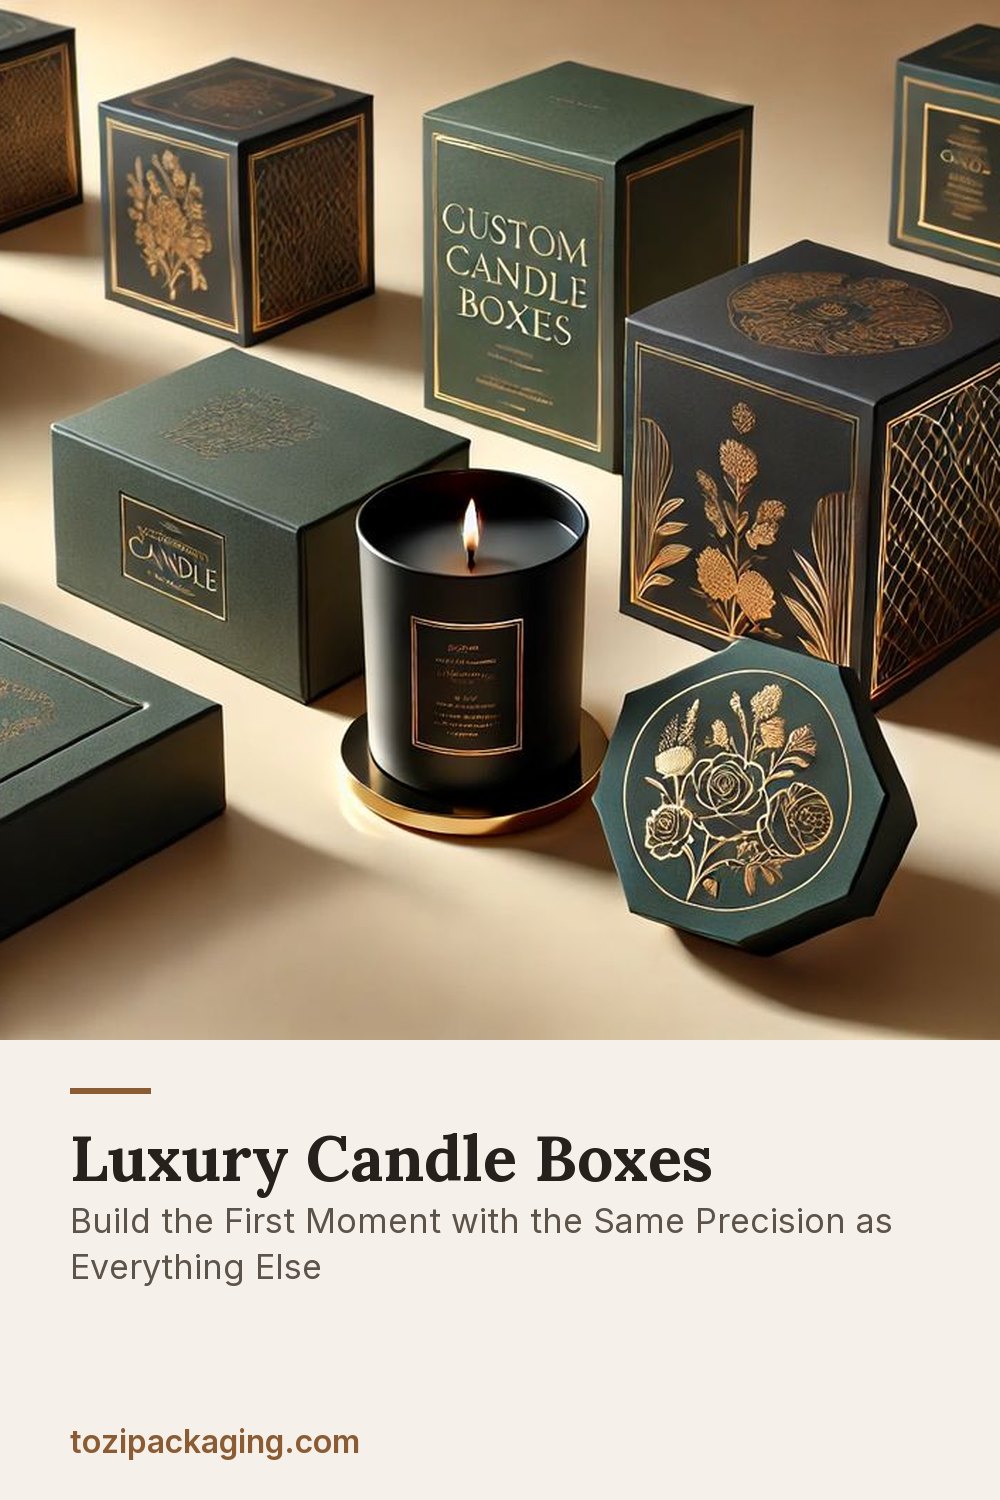 CUSTOM
CANDLE
BOXES
CANDLE
Luxury Candle Boxes
Build the First Moment with the Same Precision as
Everything Else
tozipackaging.com